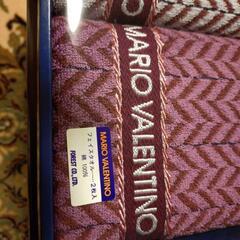 MARIO VALENTINO
MARIO VALENTINO
MARIO VALENTINO
フェイスタオル……2枚入
綿 100%
FOREST CO.,LTD.